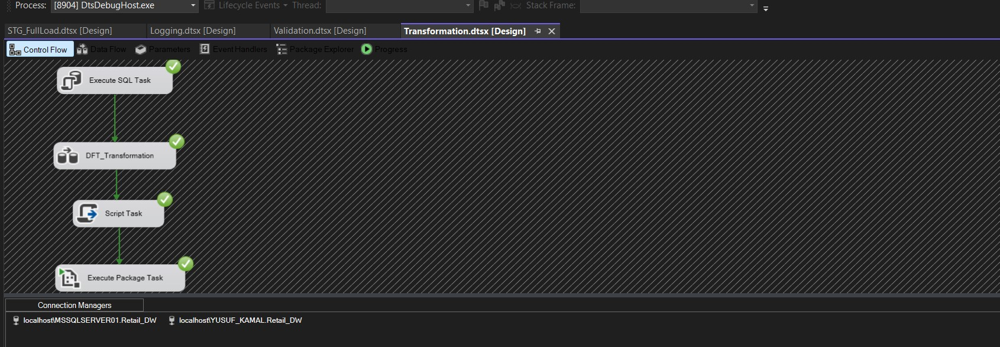 Process: [8904] DtsDebugHost.exe Lifecycle Events Thread: Stack Frame:
STG_FullLoad.dtsx [Design] Logging.dtsx [Design] Validation.dtsx [Design] Transformation.dtsx [Design]
Control Flow Data Flow Parameters Event Handlers Package Explorer Progress
Execute SQL Task
DFT_Transformation
Script Task
Execute Package Task
Connection Managers
localhost\MSSQLSERVER01.Retail_DW localhost\YUSUF_KAMAL.Retail_DW